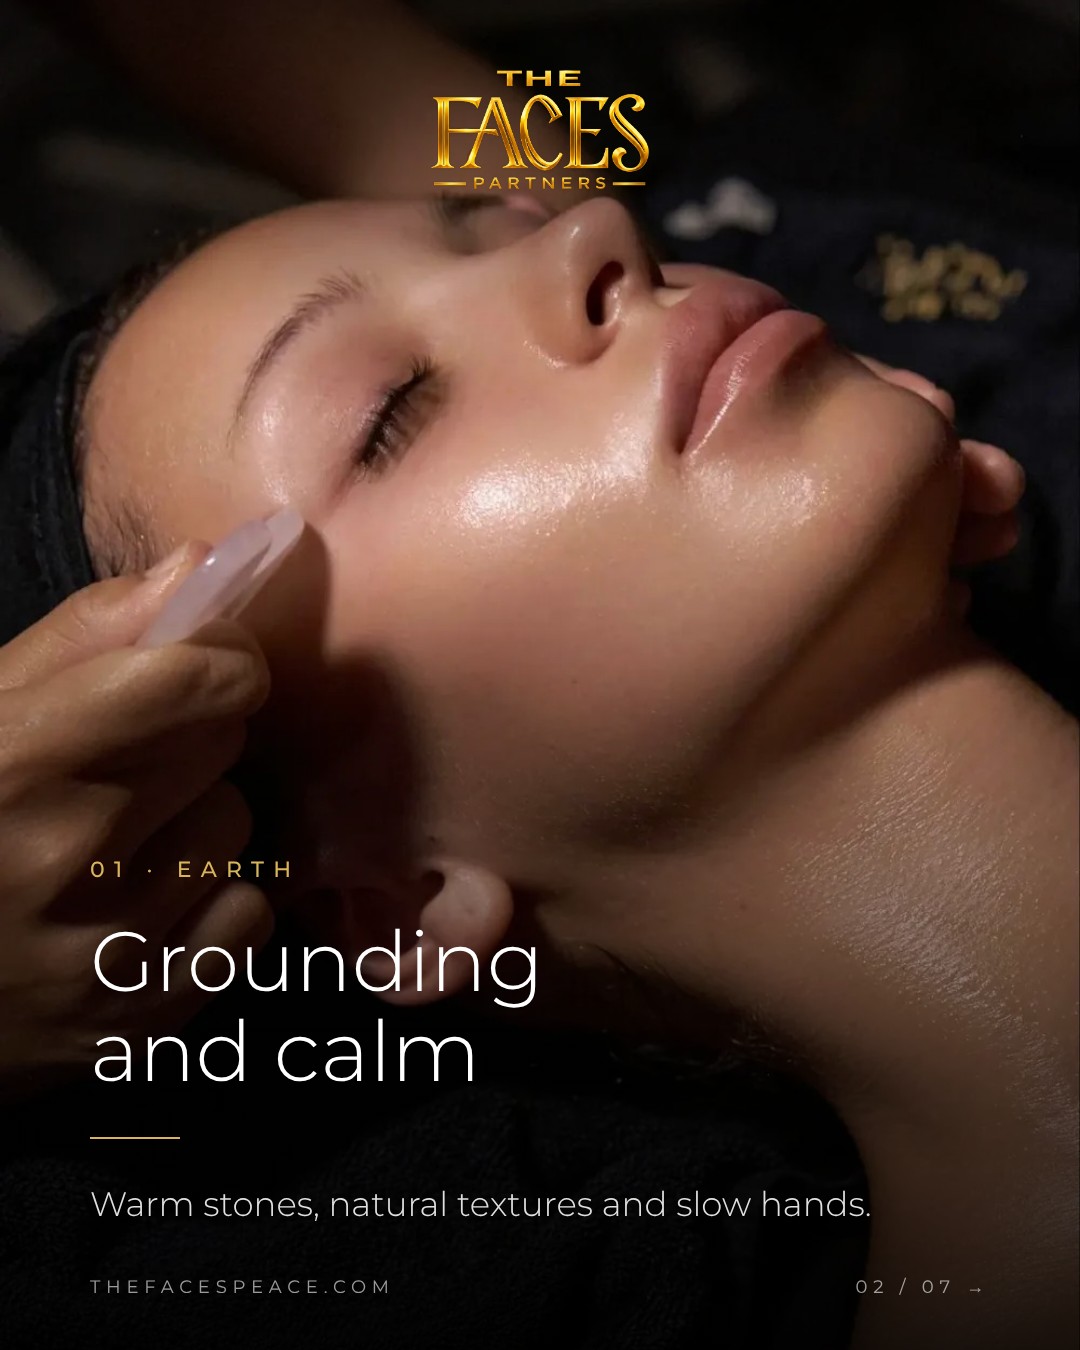 THE
FACES
PARTNERS
01 · EARTH
Grounding
and calm
Warm stones, natural textures and slow hands.
THEFACESPEACE.COM
02 / 07 →